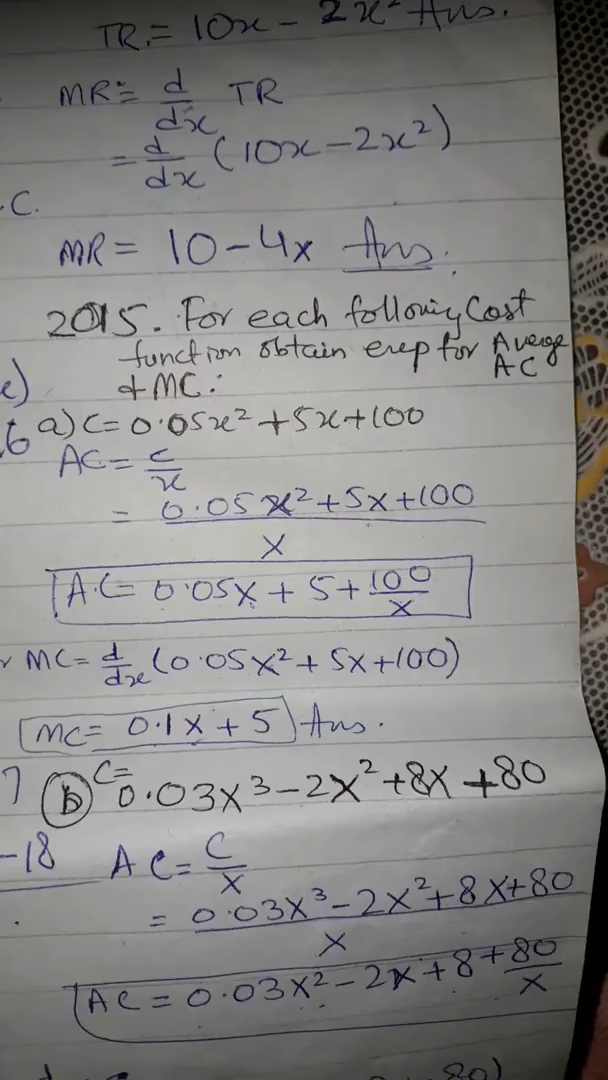 TR = 10x - 2x² Ans.
MR = d/dx TR
= d/dx (10x - 2x²)
C.
MR = 10 - 4x Ans.
2015. For each following Cost
function obtain exp for Average
AC
& MC:
a) C = 0.05x² + 5x + 100
AC = C/x
= 0.05x² + 5x + 100
x
A.C = 0.05x + 5 + 100/x
MC = d/dx (0.05x² + 5x + 100)
MC = 0.1x + 5 Ans.
b C = 0.03x³ - 2x² + 8x + 80
-18
AC = C/x
= 0.03x³ - 2x² + 8x + 80
x
AC = 0.03x² - 2x + 8 + 80/x
80)